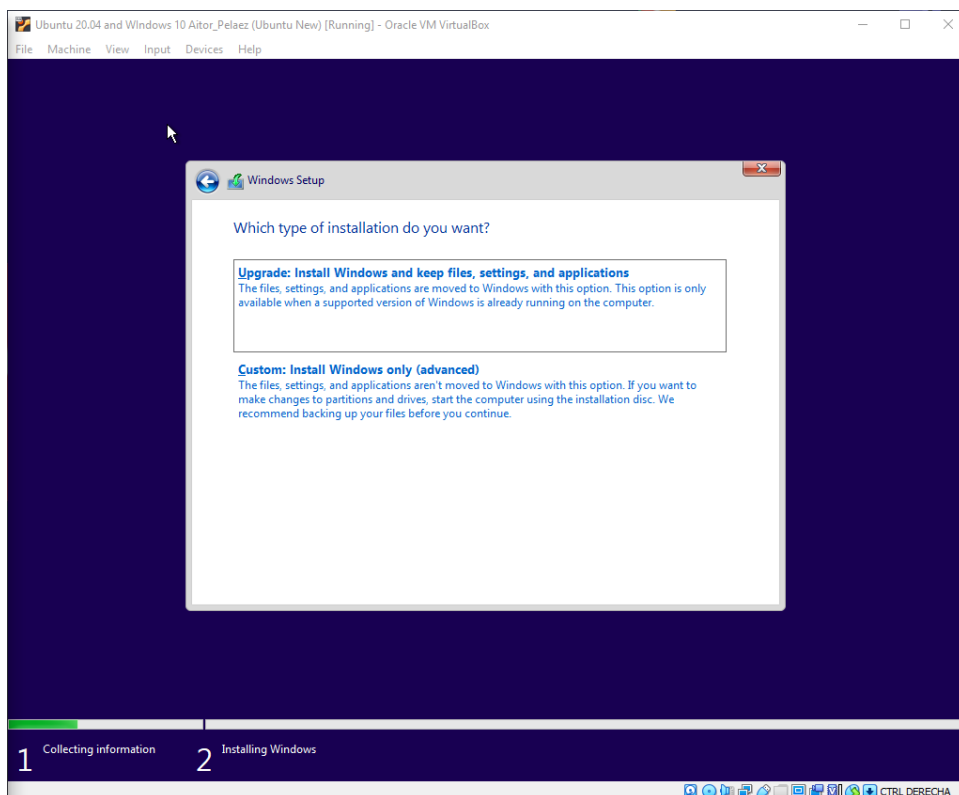 Ubuntu 20.04 and WIndows 10 Aitor_Pelaez (Ubuntu New) [Running] - Oracle VM VirtualBox
File Machine View Input Devices Help
Windows Setup
Which type of installation do you want?
Upgrade: Install Windows and keep files, settings, and applications
The files, settings, and applications are moved to Windows with this option. This option is only
available when a supported version of Windows is already running on the computer.
Custom: Install Windows only (advanced)
The files, settings, and applications aren't moved to Windows with this option. If you want to
make changes to partitions and drives, start the computer using the installation disc. We
recommend backing up your files before you continue.
1 Collecting information 2 Installing Windows
CTRL DERECHA